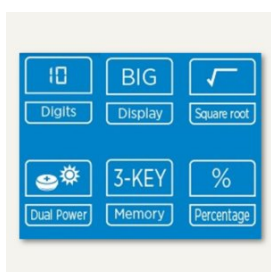 10 BIG √
Digits Display Square root
3-KEY %
Dual Power Memory Percentage